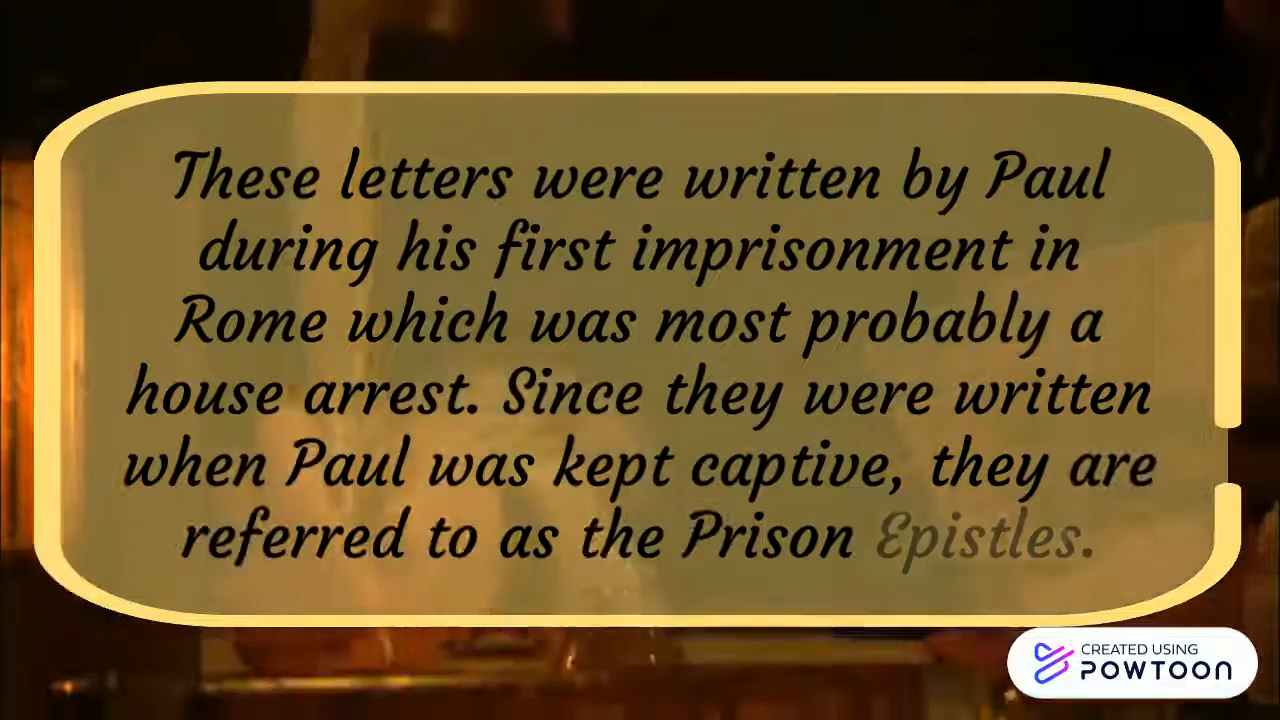 These letters were written by Paul
during his first imprisonment in
Rome which was most probably a
house arrest. Since they were written
when Paul was kept captive, they are
referred to as the Prison Epistles.
CREATED USING
POWTOON